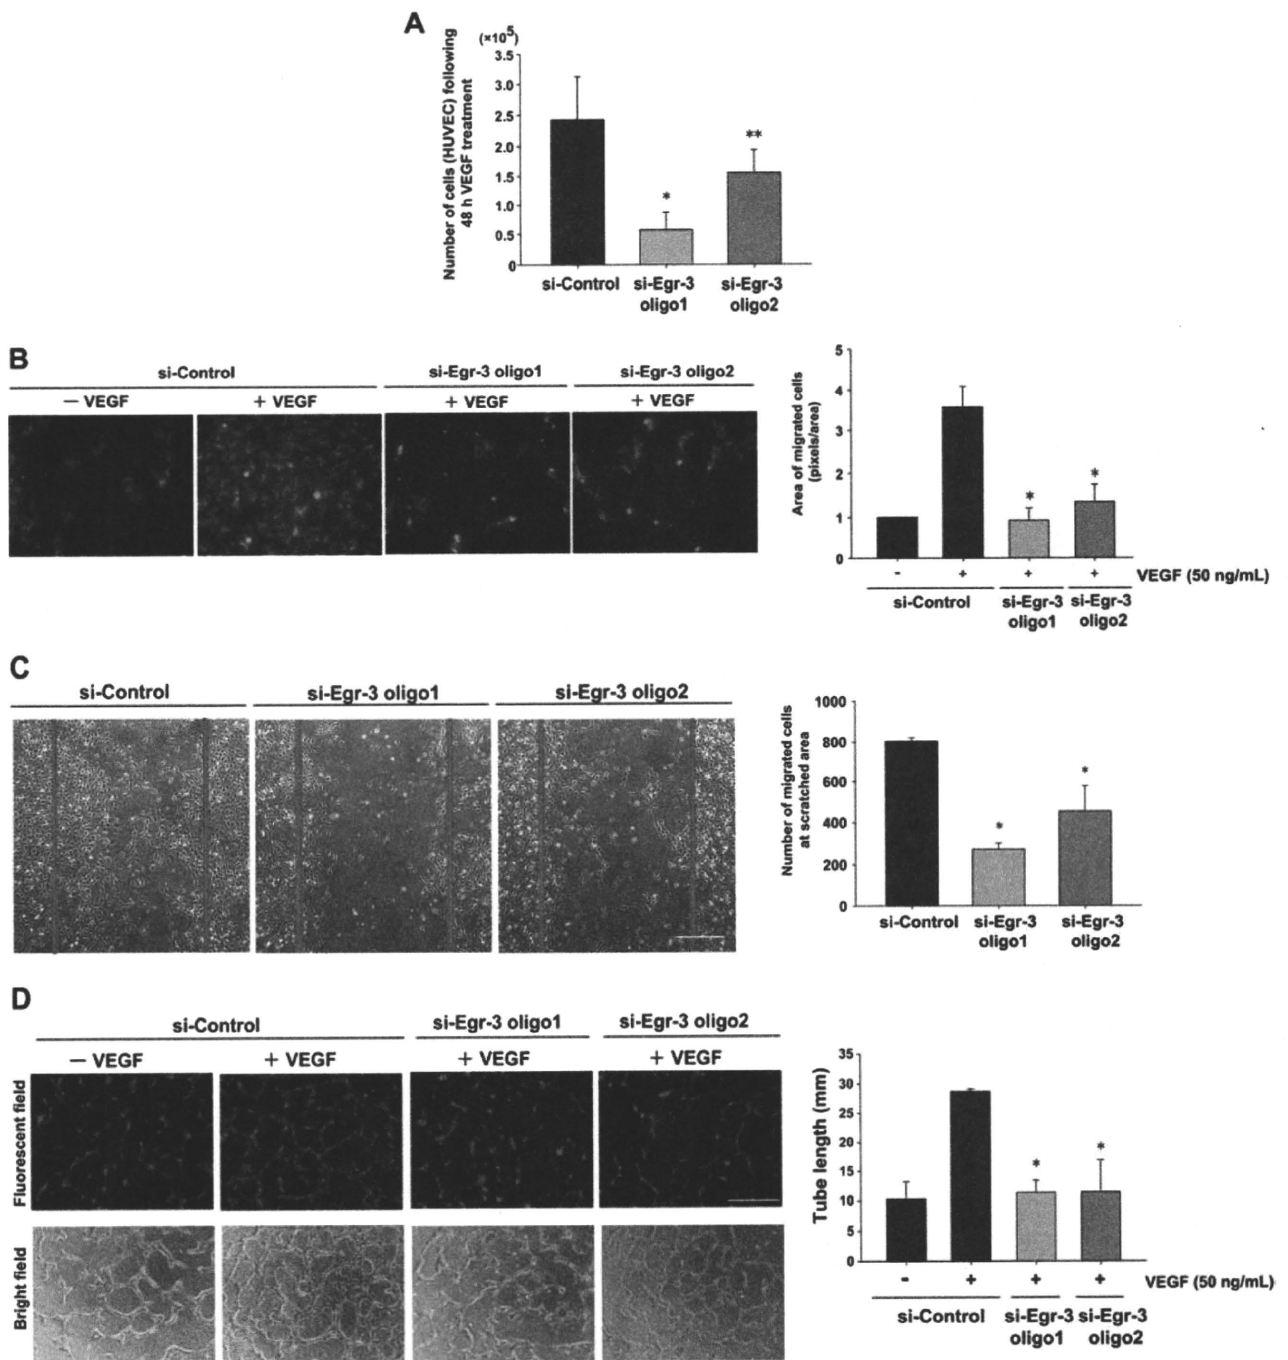 A
(×10⁵)
Number of cells (HUVEC) following
48 h VEGF treatment
3.5
3.0
2.5
2.0
1.5
1.0
0.5
0
*
**
si-Control
si-Egr-3
oligo1
si-Egr-3
oligo2
B
si-Control
si-Egr-3 oligo1
si-Egr-3 oligo2
− VEGF
+ VEGF
+ VEGF
+ VEGF
Area of migrated cells
(pixels/area)
5
4
3
2
1
0
*
*
- + + + VEGF (50 ng/mL)
si-Control
si-Egr-3
oligo1
si-Egr-3
oligo2
C
si-Control
si-Egr-3 oligo1
si-Egr-3 oligo2
Number of migrated cells
at scratched area
1000
800
600
400
200
0
*
*
si-Control
si-Egr-3
oligo1
si-Egr-3
oligo2
D
si-Control
si-Egr-3 oligo1
si-Egr-3 oligo2
− VEGF
+ VEGF
+ VEGF
+ VEGF
Fluorescent field
Bright field
Tube length (mm)
35
30
25
20
15
10
5
0
*
*
- + + + VEGF (50 ng/mL)
si-Control
si-Egr-3
oligo1
si-Egr-3
oligo2